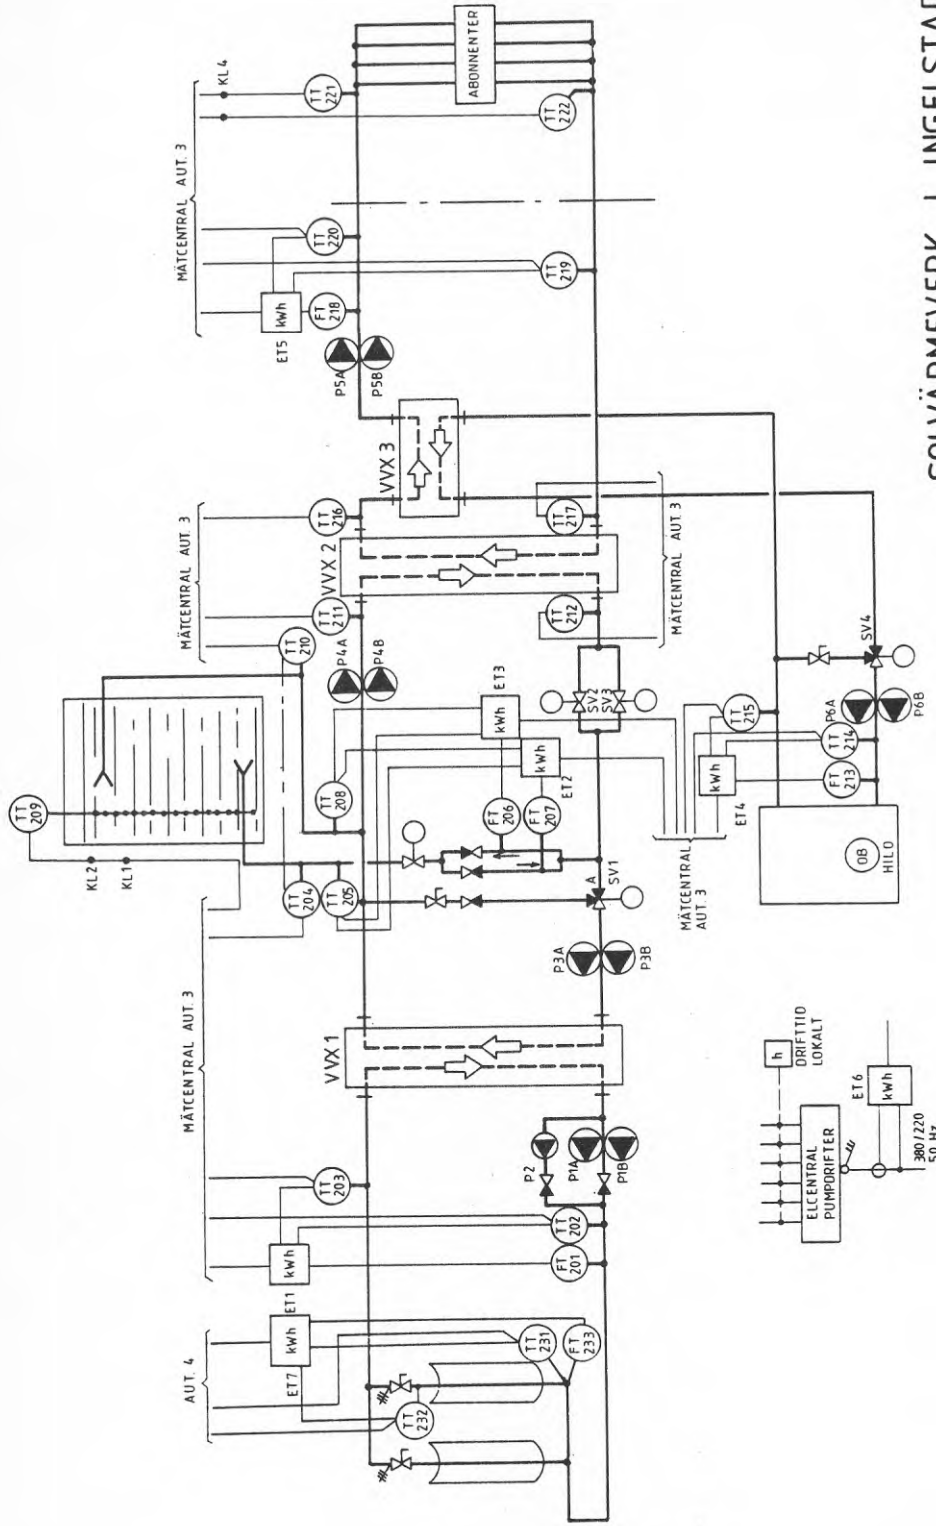 ABONNENTER
KL4
TT
221
TT
222
MÄTCENTRAL AUT. 3
TT
220
TT
219
kWh
FT
218
ET5
P5A
P5B
VVX 3
MÄTCENTRAL AUT. 3
TT
216
TT
217
MÄTCENTRAL AUT. 3
VVX 2
TT
211
TT
212
TT
210
P4A
P4B
SV2
SV3
SV4
P6A
P6B
TT
215
TT
214
FT
213
kWh
ET4
OB
HILO
ET3
kWh
kWh
ET2
TT
208
FT
206
FT
207
MÄTCENTRAL
AUT. 3
TT
209
KL2
KL1
TT
204
TT
205
A
SV1
P3A
P3B
MÄTCENTRAL AUT. 3
VVX 1
P2
P1A
P1B
TT
203
TT
202
FT
201
kWh
ET1
AUT. 4
kWh
ET7
TT
231
FT
233
TT
232
h
DRIFTTID
LOKALT
ELCENTRAL
PUMPDRIFTER
ET6
kWh
380/220
50 Hz
SOLVÄRMEVERK I INGELSTAD